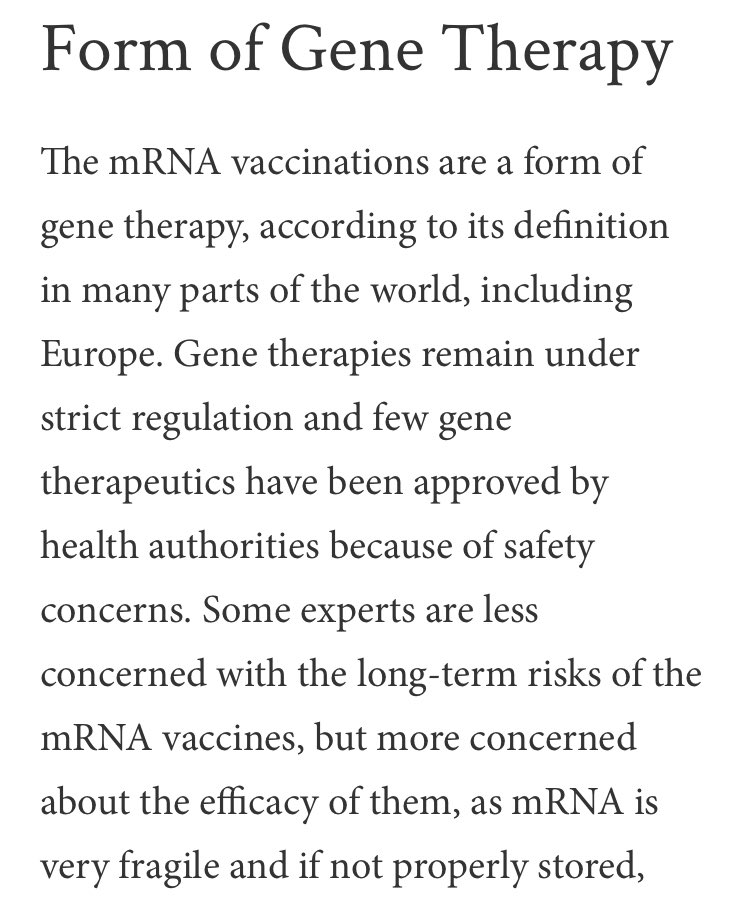 Form of Gene Therapy
The mRNA vaccinations are a form of
gene therapy, according to its definition
in many parts of the world, including
Europe. Gene therapies remain under
strict regulation and few gene
therapeutics have been approved by
health authorities because of safety
concerns. Some experts are less
concerned with the long-term risks of the
mRNA vaccines, but more concerned
about the efficacy of them, as mRNA is
very fragile and if not properly stored,